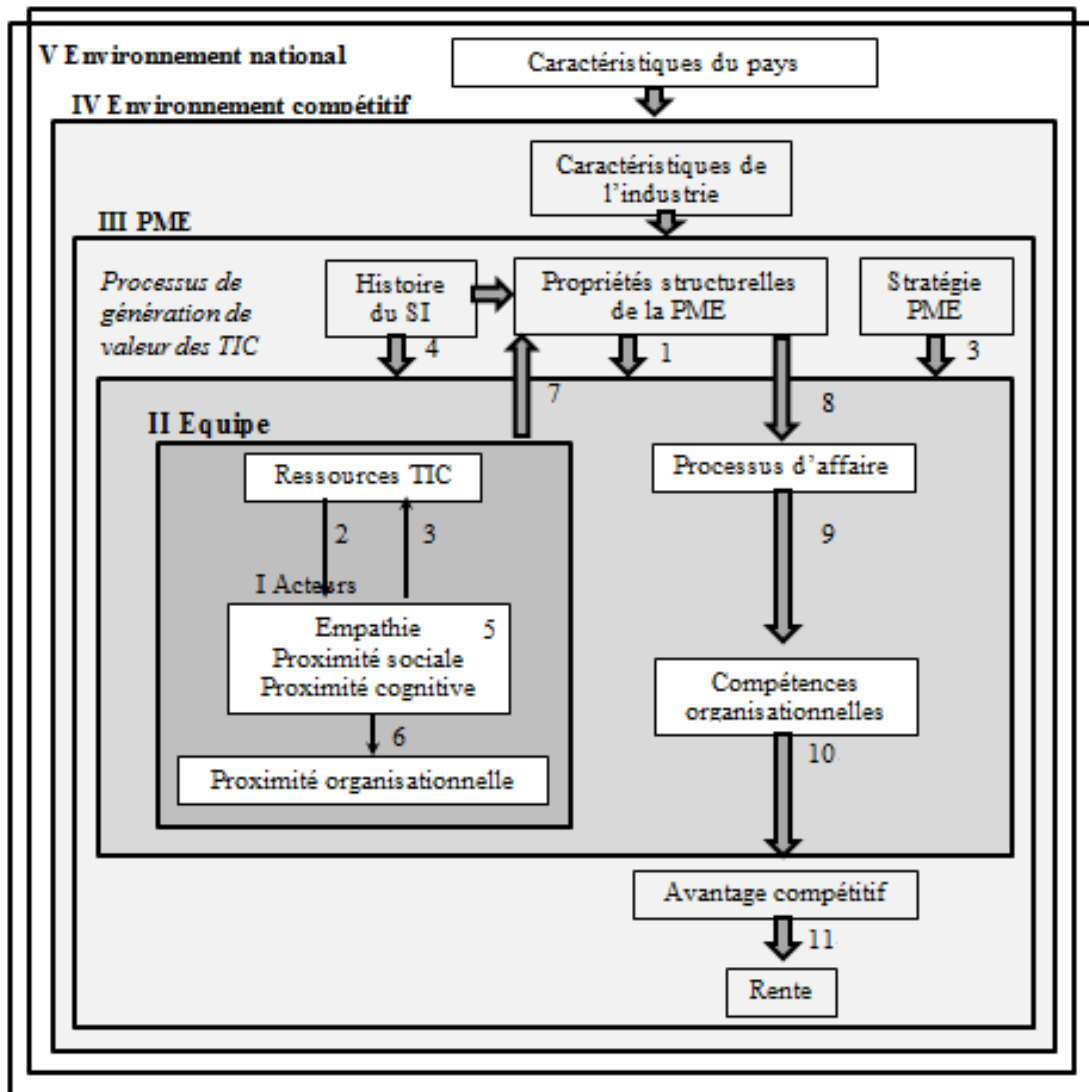 V Environnement national
Caractéristiques du pays
IV Environnement compétitif
Caractéristiques de
l'industrie
III PME
Processus de
génération de
valeur des TIC
Histoire
du SI
Propriétés structurelles
de la PME
Stratégie
PME
4
1
3
7
8
II Equipe
Ressources TIC
Processus d'affaire
2
3
9
I Acteurs
Empathie
5
Proximité sociale
Proximité cognitive
Compétences
organisationnelles
6
10
Proximité organisationnelle
Avantage compétitif
11
Rente